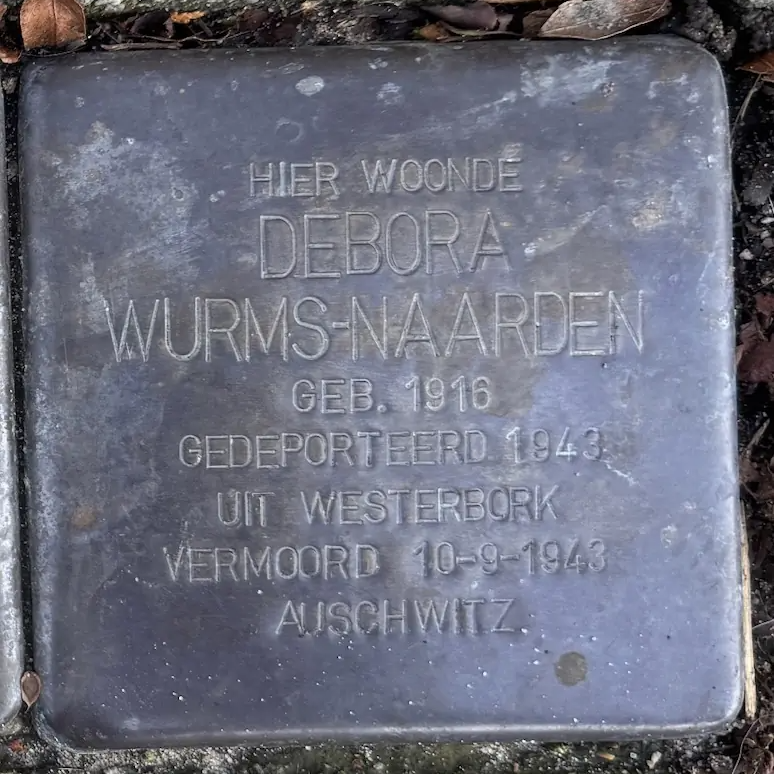 HIER WOONDE
DEBORA
WURMS-NAARDEN
GEB. 1916
GEDEPORTEERD 1943
UIT WESTERBORK
VERMOORD 10-9-1943
AUSCHWITZ